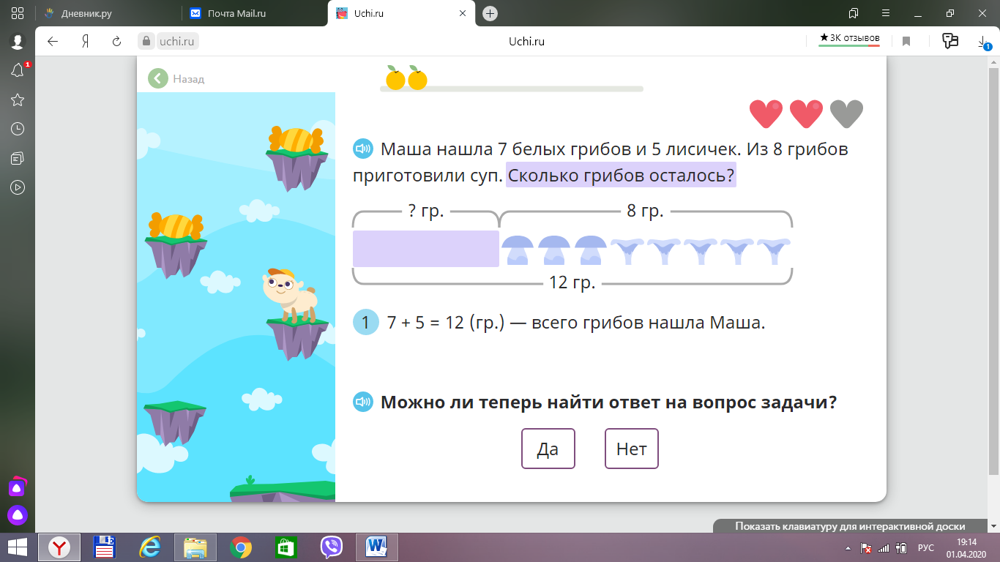 Дневник.ру
Почта Mail.ru
Uchi.ru
uchi.ru
Uchi.ru
★ 3К отзывов
1
1
Назад
Маша нашла 7 белых грибов и 5 лисичек. Из 8 грибов
приготовили суп. Сколько грибов осталось?
? гр.
8 гр.
12 гр.
1 7 + 5 = 12 (гр.) — всего грибов нашла Маша.
Можно ли теперь найти ответ на вопрос задачи?
Да
Нет
Показать клавиатуру для интерактивной доски
РУС
19:14
01.04.2020